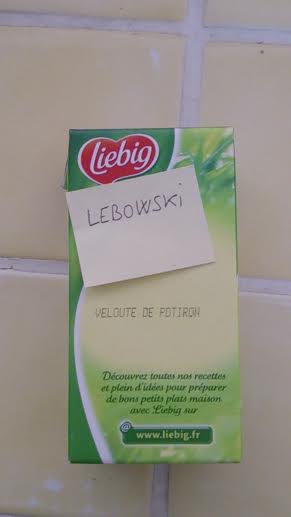 Liebig
LEBOWSKi
VELOUTE DE POTIRON
Découvrez toutes nos recettes
et plein d'idées pour préparer
de bons petits plats maison
avec Liebig sur
@ www.liebig.fr